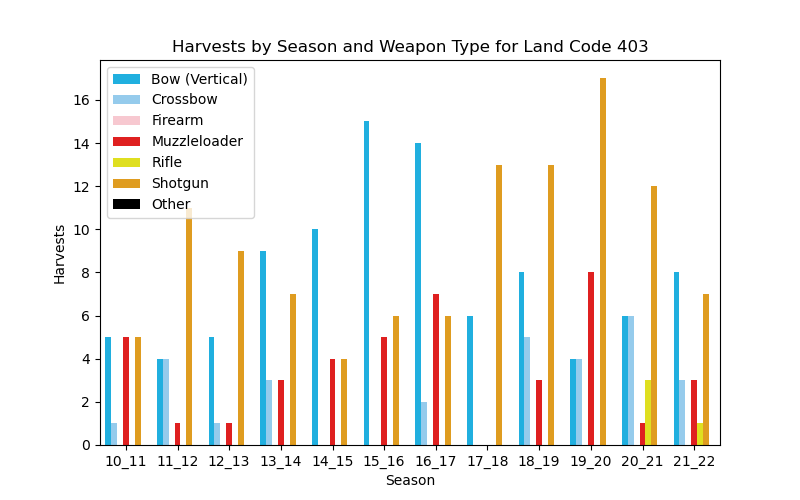 Harvests by Season and Weapon Type for Land Code 403
Bow (Vertical)
Crossbow
Firearm
Muzzleloader
Rifle
Shotgun
Other
16
14
12
10
8
6
4
2
0
Harvests
10_11 11_12 12_13 13_14 14_15 15_16 16_17 17_18 18_19 19_20 20_21 21_22
Season